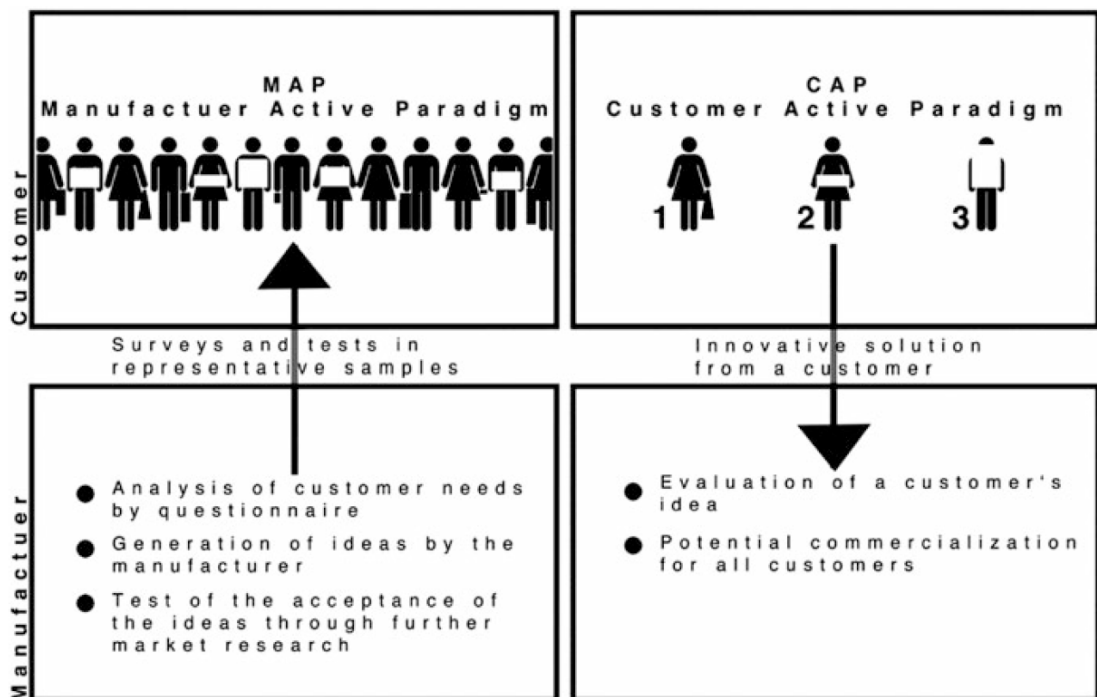 MAP
Manufactuer Active Paradigm
CAP
Customer Active Paradigm
1
2
3
Customer
Surveys and tests in
representative samples
Innovative solution
from a customer
Manufactuer
Analysis of customer needs
by questionnaire
Generation of ideas by the
manufacturer
Test of the acceptance of
the ideas through further
market research
Evaluation of a customer's
idea
Potential commercialization
for all customers